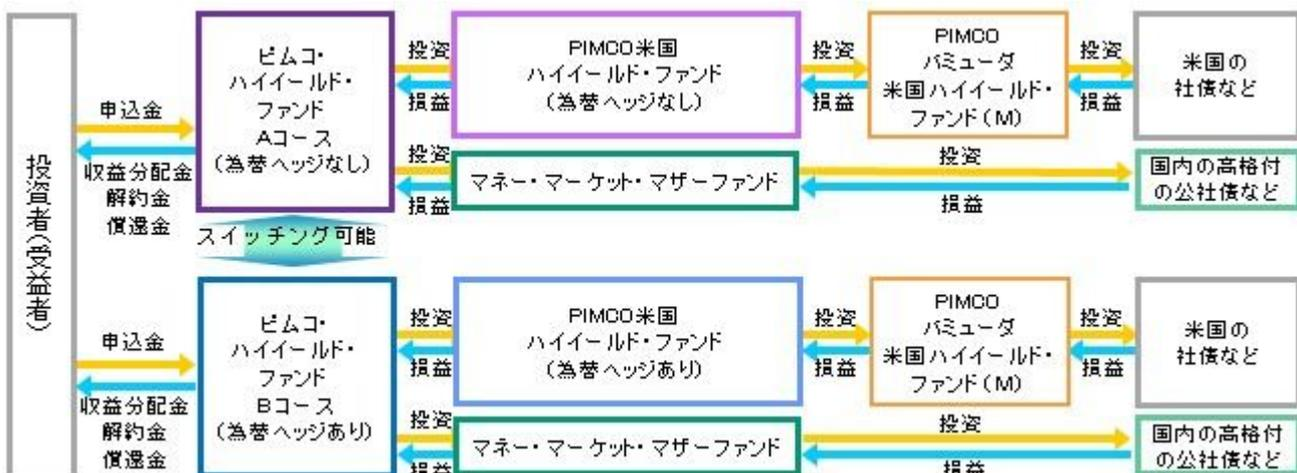 投資者(受益者)
申込金
収益分配金
解約金
償還金
ピムコ・
ハイイールド・
ファンド
Aコース
(為替ヘッジなし)
投資
損益
PIMCO米国
ハイイールド・ファンド
(為替ヘッジなし)
投資
損益
PIMCO
バミューダ
米国ハイイールド・
ファンド(M)
投資
損益
米国の
社債など
投資
損益
マネー・マーケット・マザーファンド
投資
損益
国内の高格付
の公社債など
スイッチング可能
申込金
収益分配金
解約金
償還金
ピムコ・
ハイイールド・
ファンド
Bコース
(為替ヘッジあり)
投資
損益
PIMCO米国
ハイイールド・ファンド
(為替ヘッジあり)
投資
損益
PIMCO
バミューダ
米国ハイイールド・
ファンド(M)
投資
損益
米国の
社債など
投資
損益
マネー・マーケット・マザーファンド
投資
損益
国内の高格付
の公社債など